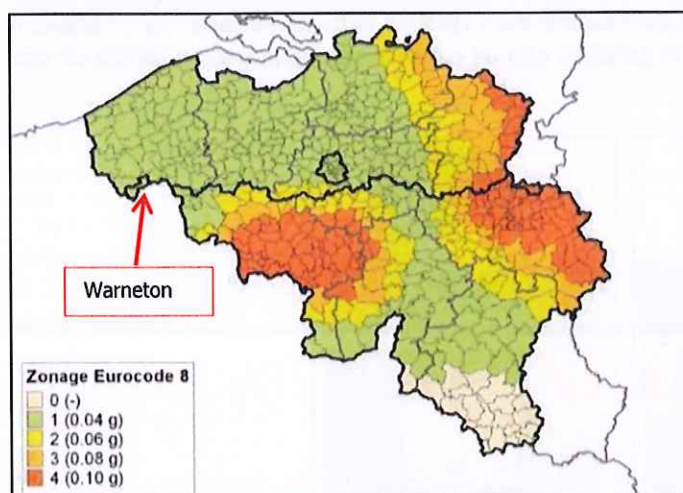 Warneton
Zonage Eurocode 8
0 (-)
1 (0.04 g)
2 (0.06 g)
3 (0.08 g)
4 (0.10 g)